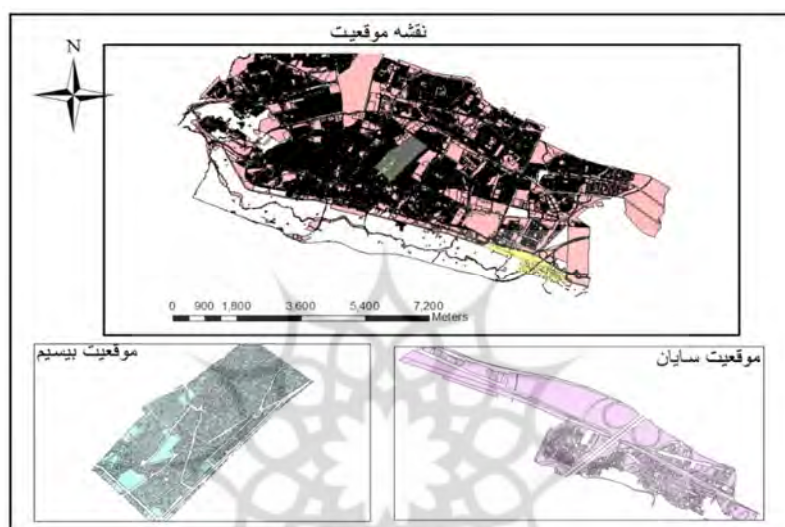 نقشه موقعیت
N
0 900 1,800 3,600 5,400 7,200
Meters
موقعیت بیسیم
موقعیت سایان